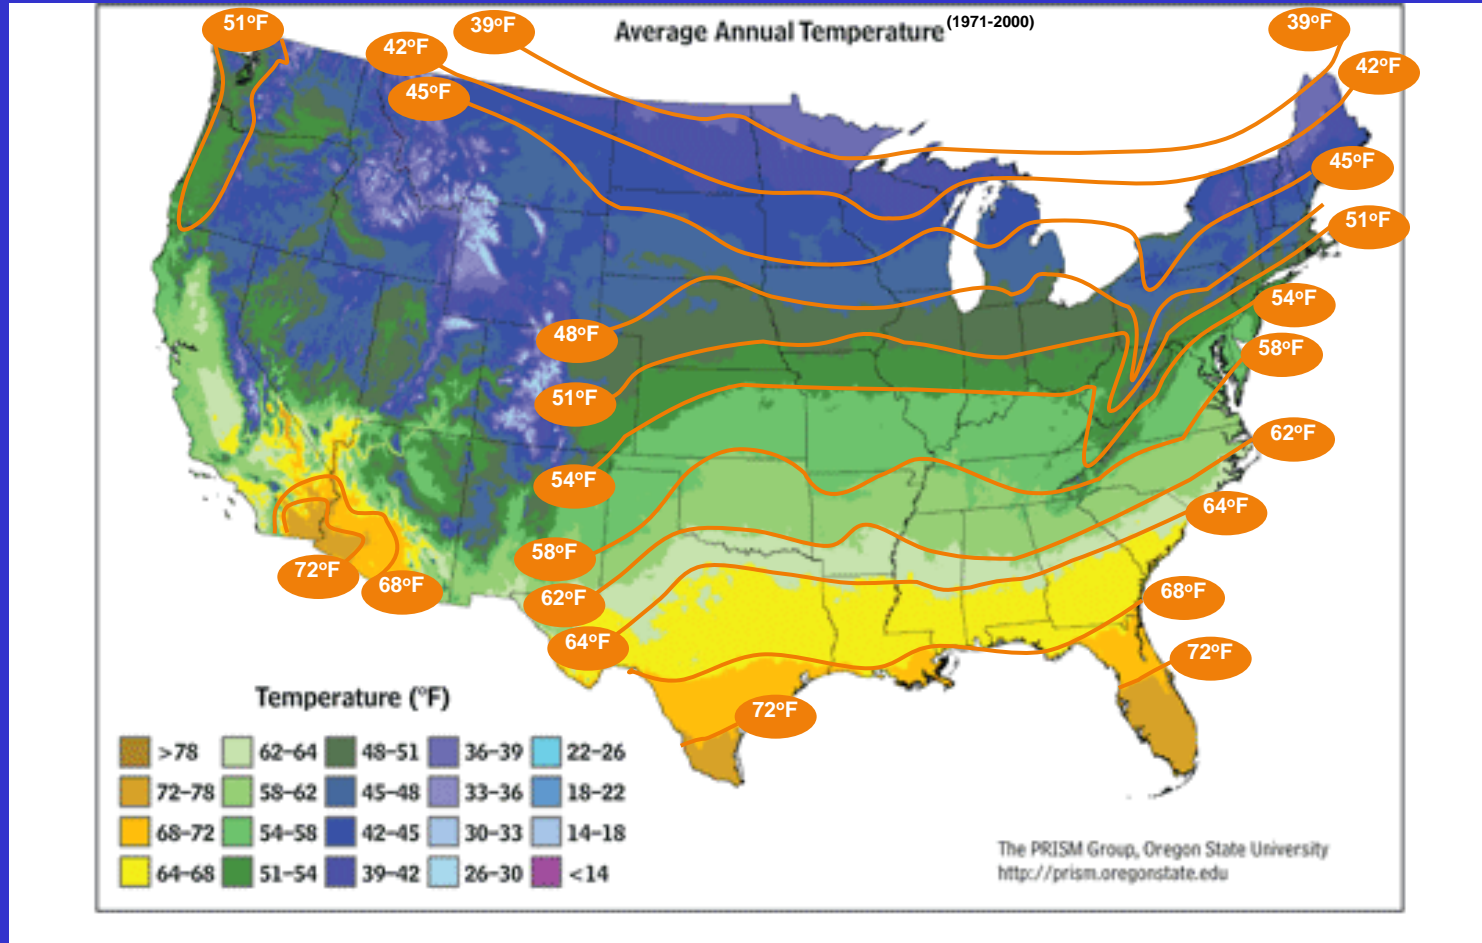 Average Annual Temperature (1971-2000)
51°F
42°F
39°F
39°F
42°F
45°F
45°F
51°F
54°F
58°F
48°F
51°F
62°F
54°F
64°F
58°F
72°F
68°F
62°F
68°F
64°F
72°F
72°F
Temperature (°F)
>78 62–64 48–51 36–39 22–26
72–78 58–62 45–48 33–36 18–22
68–72 54–58 42–45 30–33 14–18
64–68 51–54 39–42 26–30 <14
The PRISM Group, Oregon State University
http://prism.oregonstate.edu